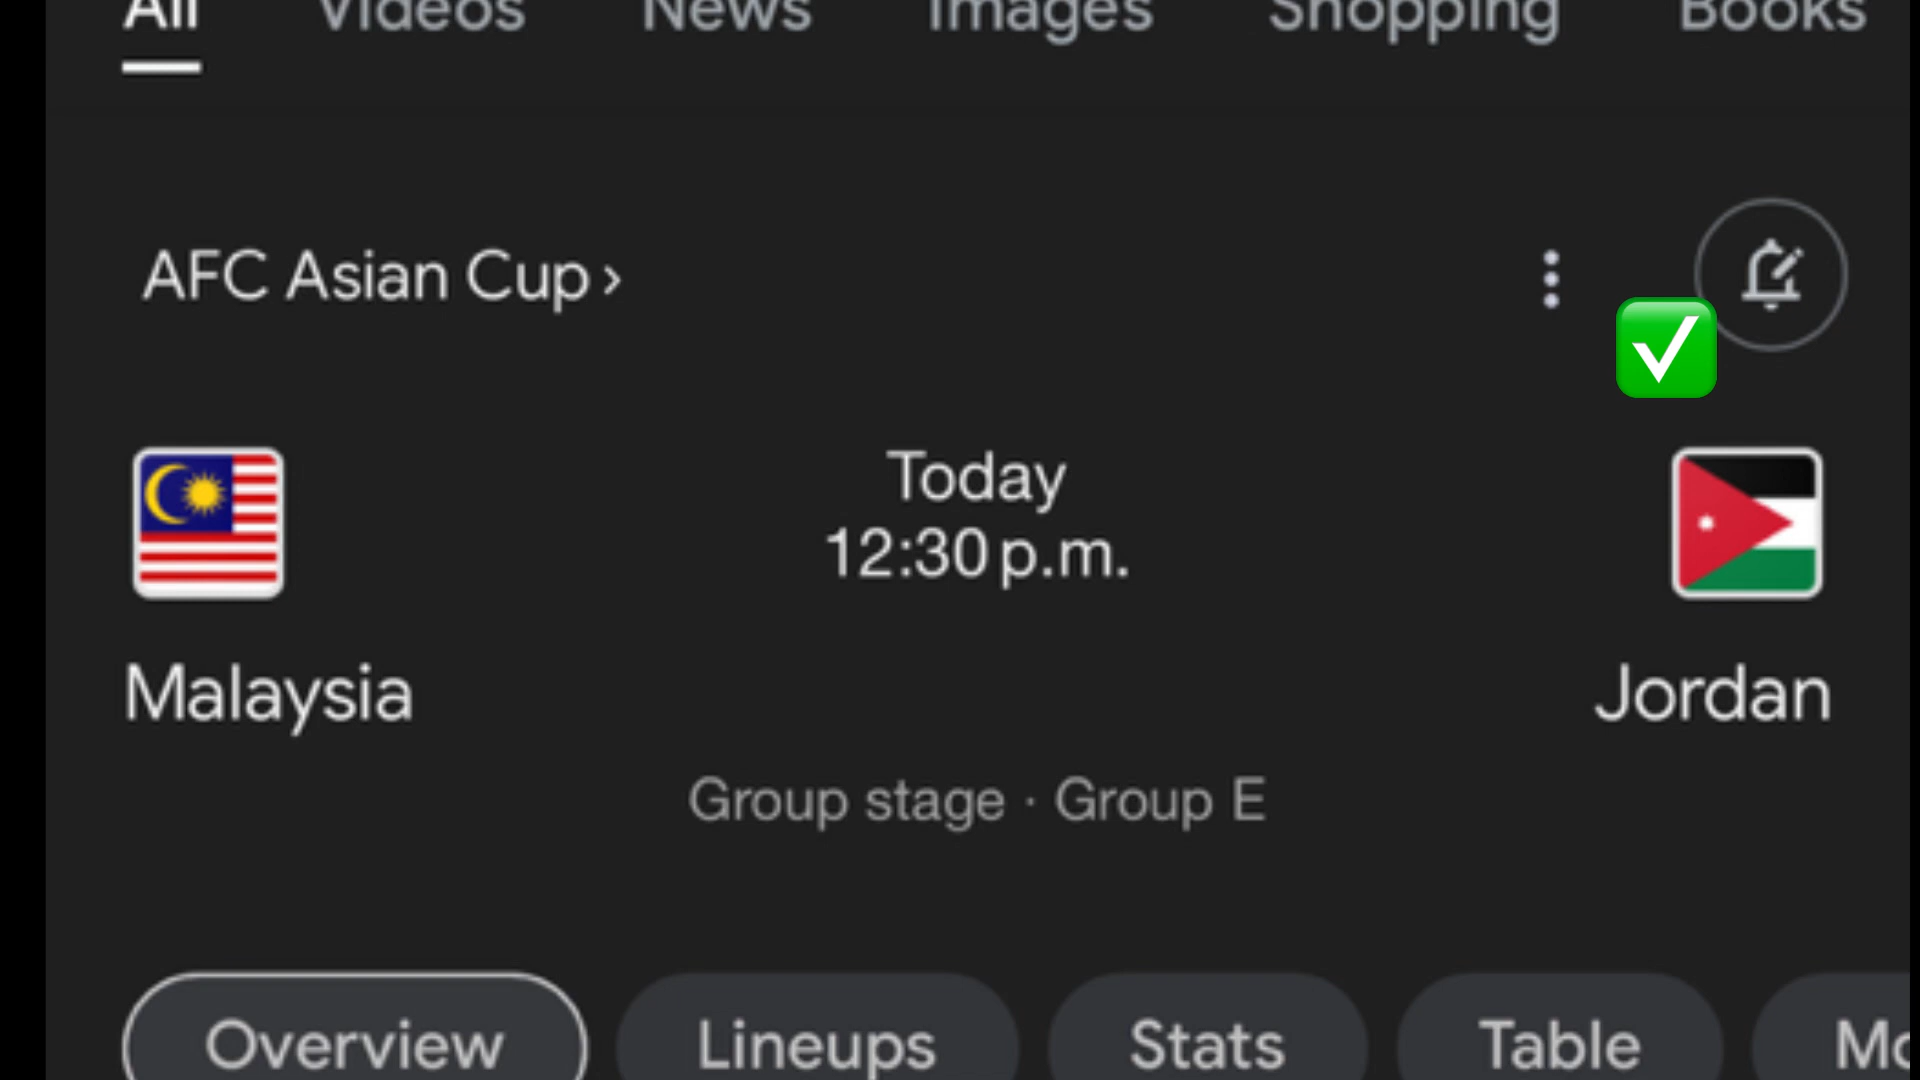 All Videos News Images Shopping Books
AFC Asian Cup ›
Today
12:30 p.m.
Malaysia Jordan
Group stage · Group E
Overview Lineups Stats Table